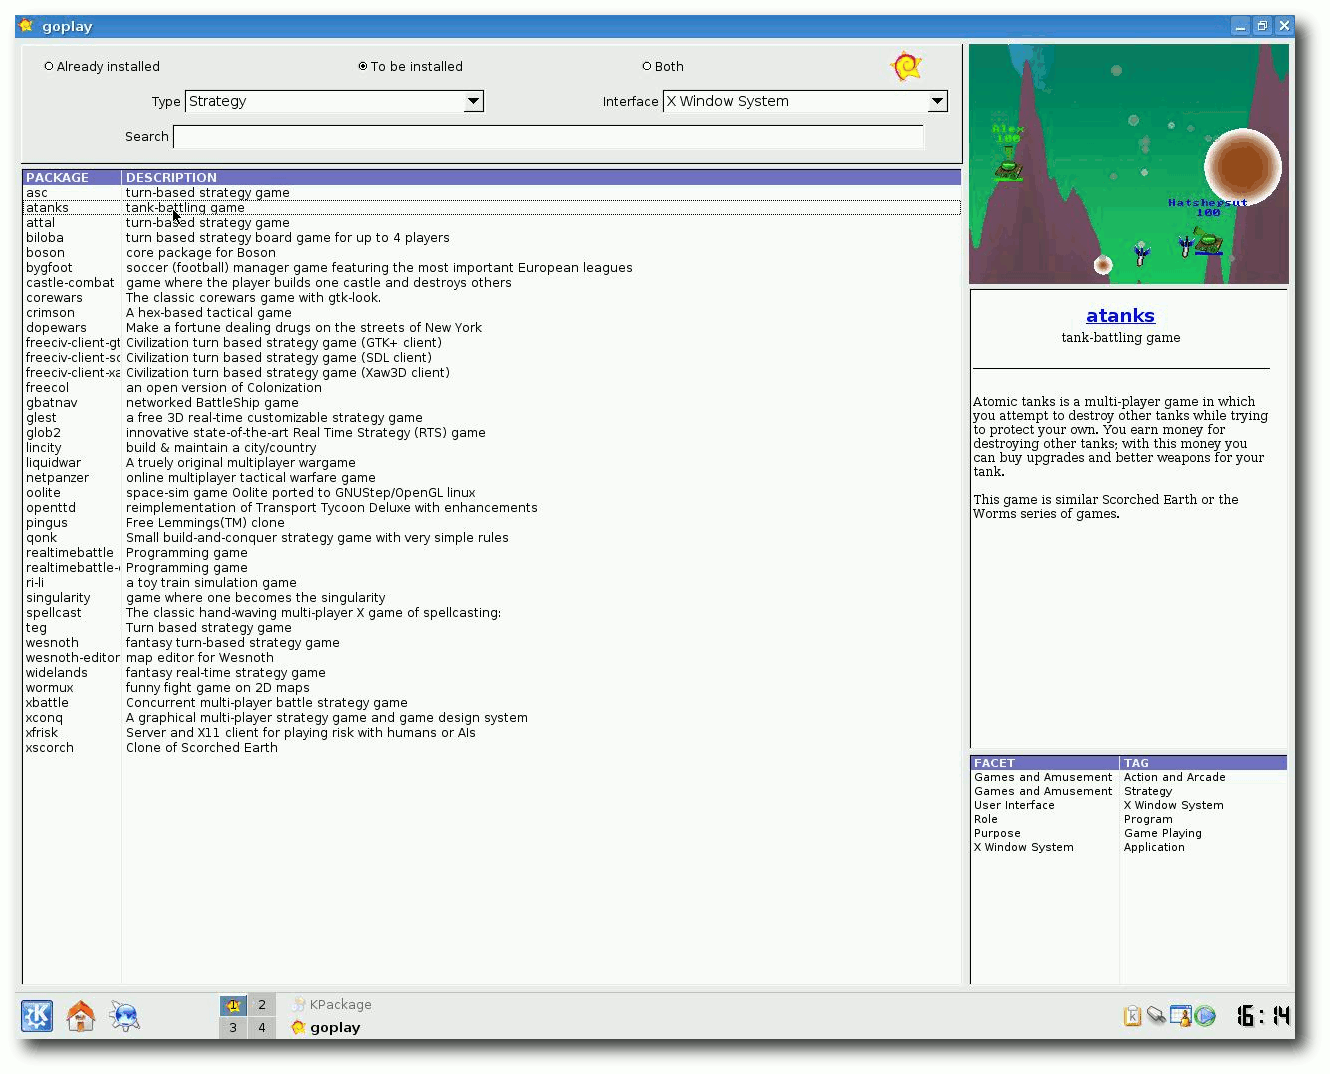 goplay
Already installed To be installed Both
Type Strategy Interface X Window System
Search
PACKAGE DESCRIPTION
asc turn-based strategy game
atanks tank-battling game
attal turn-based strategy game
biloba turn based strategy board game for up to 4 players
boson core package for Boson
bygfoot soccer (football) manager game featuring the most important European leagues
castle-combat game where the player builds one castle and destroys others
corewars The classic corewars game with gtk-look.
crimson A hex-based tactical game
dopewars Make a fortune dealing drugs on the streets of New York
freeciv-client-gt Civilization turn based strategy game (GTK+ client)
freeciv-client-sd Civilization turn based strategy game (SDL client)
freeciv-client-xa Civilization turn based strategy game (Xaw3D client)
freecol an open version of Colonization
gbatnav networked BattleShip game
glest a free 3D real-time customizable strategy game
glob2 innovative state-of-the-art Real Time Strategy (RTS) game
lincity build & maintain a city/country
liquidwar A truely original multiplayer wargame
netpanzer online multiplayer tactical warfare game
oolite space-sim game Oolite ported to GNUStep/OpenGL linux
openttd reimplementation of Transport Tycoon Deluxe with enhancements
pingus Free Lemmings(TM) clone
qonk Small build-and-conquer strategy game with very simple rules
realtimebattle Programming game
realtimebattle- Programming game
ri-li a toy train simulation game
singularity game where one becomes the singularity
spellcast The classic hand-waving multi-player X game of spellcasting:
teg Turn based strategy game
wesnoth fantasy turn-based strategy game
wesnoth-editor map editor for Wesnoth
widelands fantasy real-time strategy game
wormux funny fight game on 2D maps
xbattle Concurrent multi-player battle strategy game
xconq A graphical multi-player strategy game and game design system
xfrisk Server and X11 client for playing risk with humans or AIs
xscorch Clone of Scorched Earth
Alex
100
Hatshepsut
100
atanks
tank-battling game
Atomic tanks is a multi-player game in which
you attempt to destroy other tanks while trying
to protect your own. You earn money for
destroying other tanks; with this money you
can buy upgrades and better weapons for your
tank.
This game is similar Scorched Earth or the
Worms series of games.
FACET TAG
Games and Amusement Action and Arcade
Games and Amusement Strategy
User Interface X Window System
Role Program
Purpose Game Playing
X Window System Application
1 2
3 4
KPackage
goplay
16:14